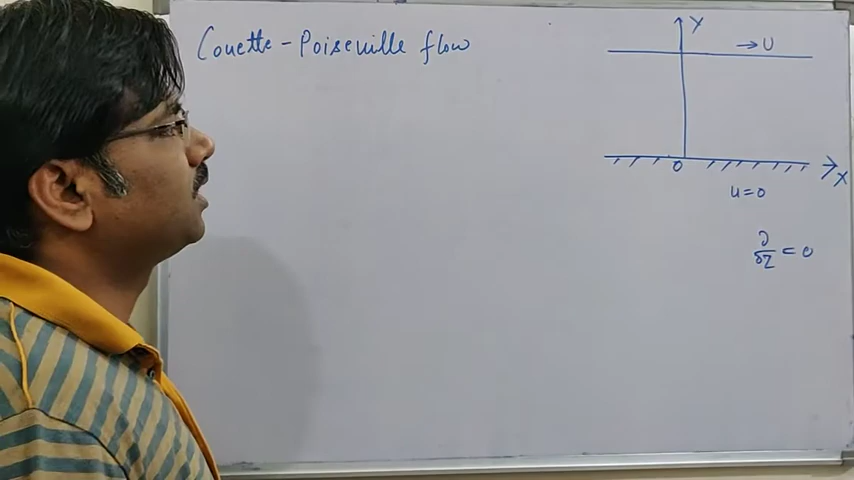 Couette - Poiseuille flow
Y
→ U
0
X
u = 0
∂/∂z = 0